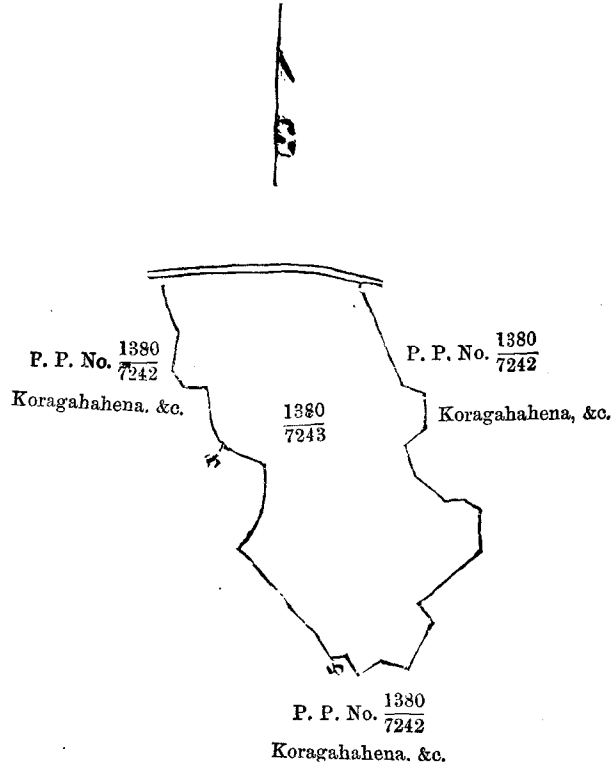 P. P. No. 1380/7242
Koragahahena, &c.
P. P. No. 1380/7242
Koragahahena, &c.
1380/7243
P. P. No. 1380/7242
Koragahahena, &c.